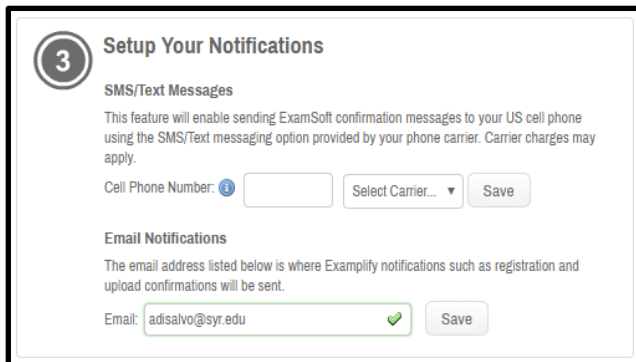 3
Setup Your Notifications
SMS/Text Messages
This feature will enable sending ExamSoft confirmation messages to your US cell phone
using the SMS/Text messaging option provided by your phone carrier. Carrier charges may
apply.
Cell Phone Number: i Select Carrier... ▼ Save
Email Notifications
The email address listed below is where Examplify notifications such as registration and
upload confirmations will be sent.
Email: adisalvo@syr.edu Save